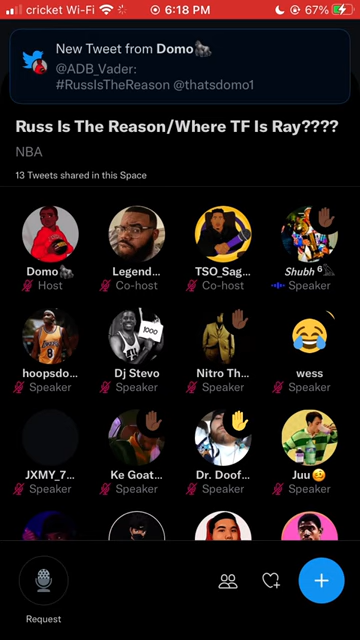 cricket Wi-Fi 6:18 PM 67%
New Tweet from Domo🦍
@ADB_Vader:
#RussIsTheReason @thatsdomo1
Russ Is The Reason/Where TF Is Ray????
NBA
13 Tweets shared in this Space
Domo🦍 Legend... TSO_Sag... Shubh⁶
Host Co-host Co-host Speaker
8 1000
hoopsdo... Dj Stevo Nitro Th... wess
Speaker Speaker Speaker Speaker
JXMY_7... Ke Goat... Dr. Doof... Juu🥴
Speaker Speaker Speaker Speaker
Request